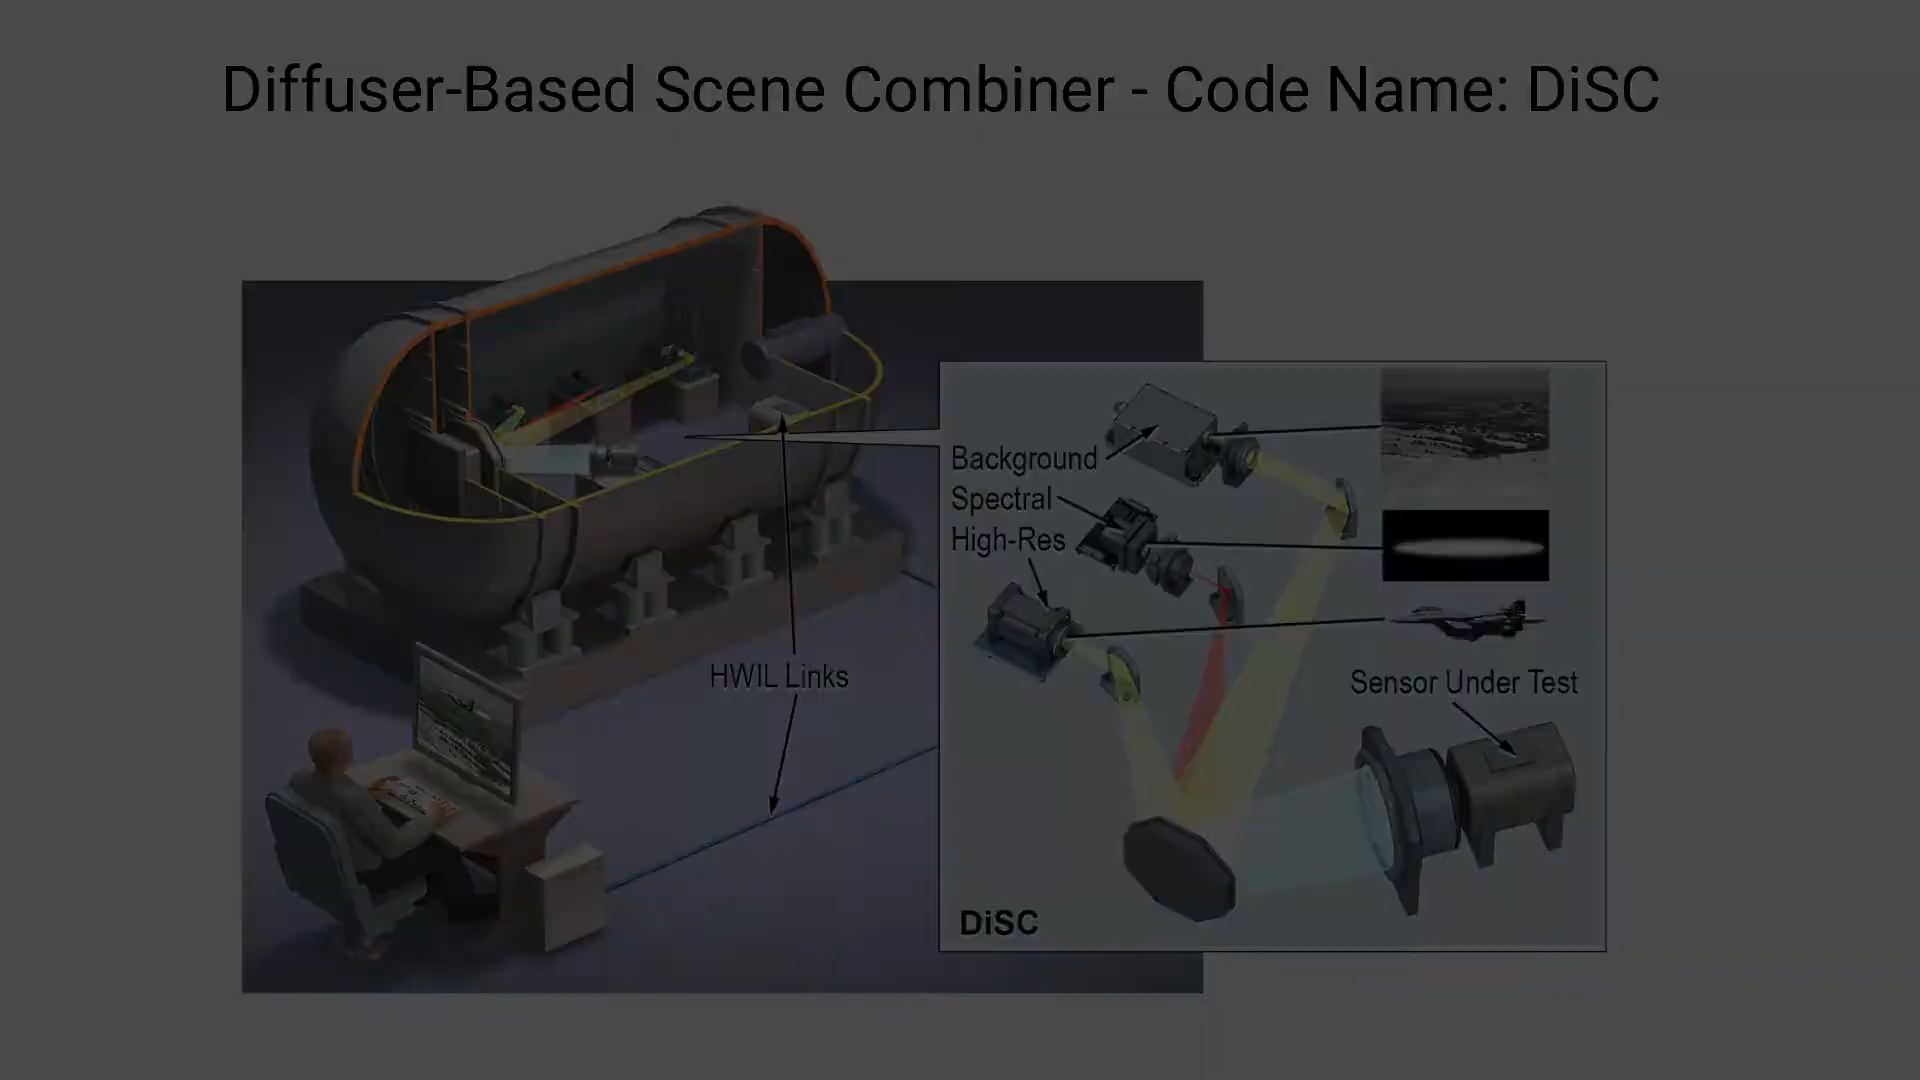 Diffuser-Based Scene Combiner - Code Name: DiSC
Background
Spectral
High-Res
HWIL Links
Sensor Under Test
DiSC